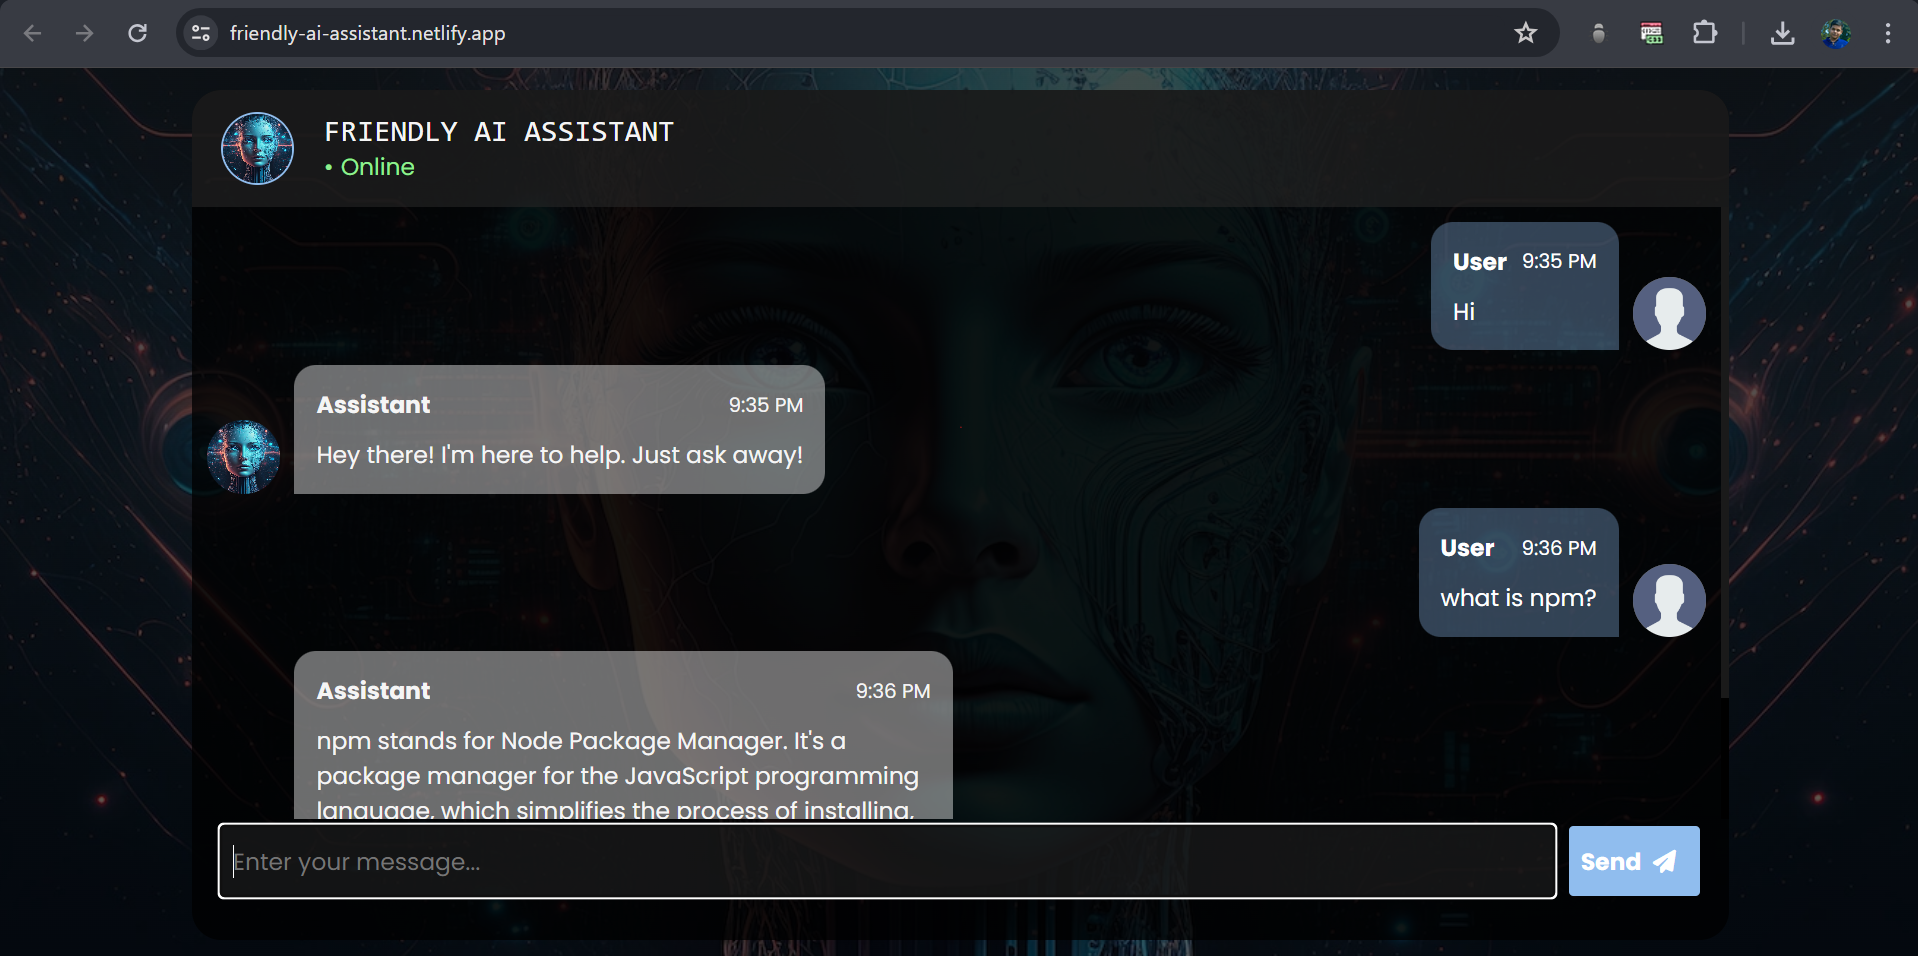 friendly-ai-assistant.netlify.app
FRIENDLY AI ASSISTANT
• Online
User 9:35 PM
Hi
Assistant 9:35 PM
Hey there! I'm here to help. Just ask away!
User 9:36 PM
what is npm?
Assistant 9:36 PM
npm stands for Node Package Manager. It's a
package manager for the JavaScript programming
language, which simplifies the process of installing,
Enter your message...
Send